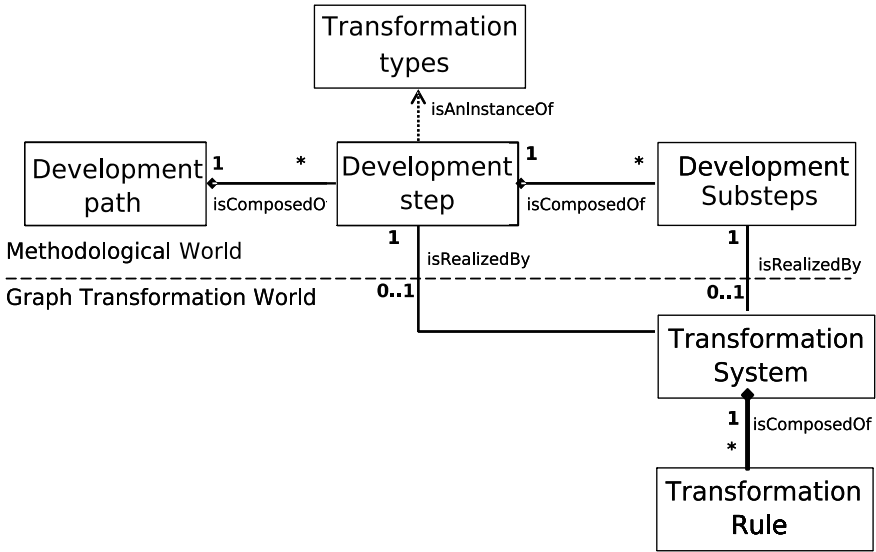 Transformation
types
isAnInstanceOf
1
*
1
*
Development
path
Development
step
Development
Substeps
isComposedO
isComposedOf
Methodological World
1
isRealizedBy
1
isRealizedBy
Graph Transformation World
0..1
0..1
Transformation
System
1
isComposedOf
*
Transformation
Rule